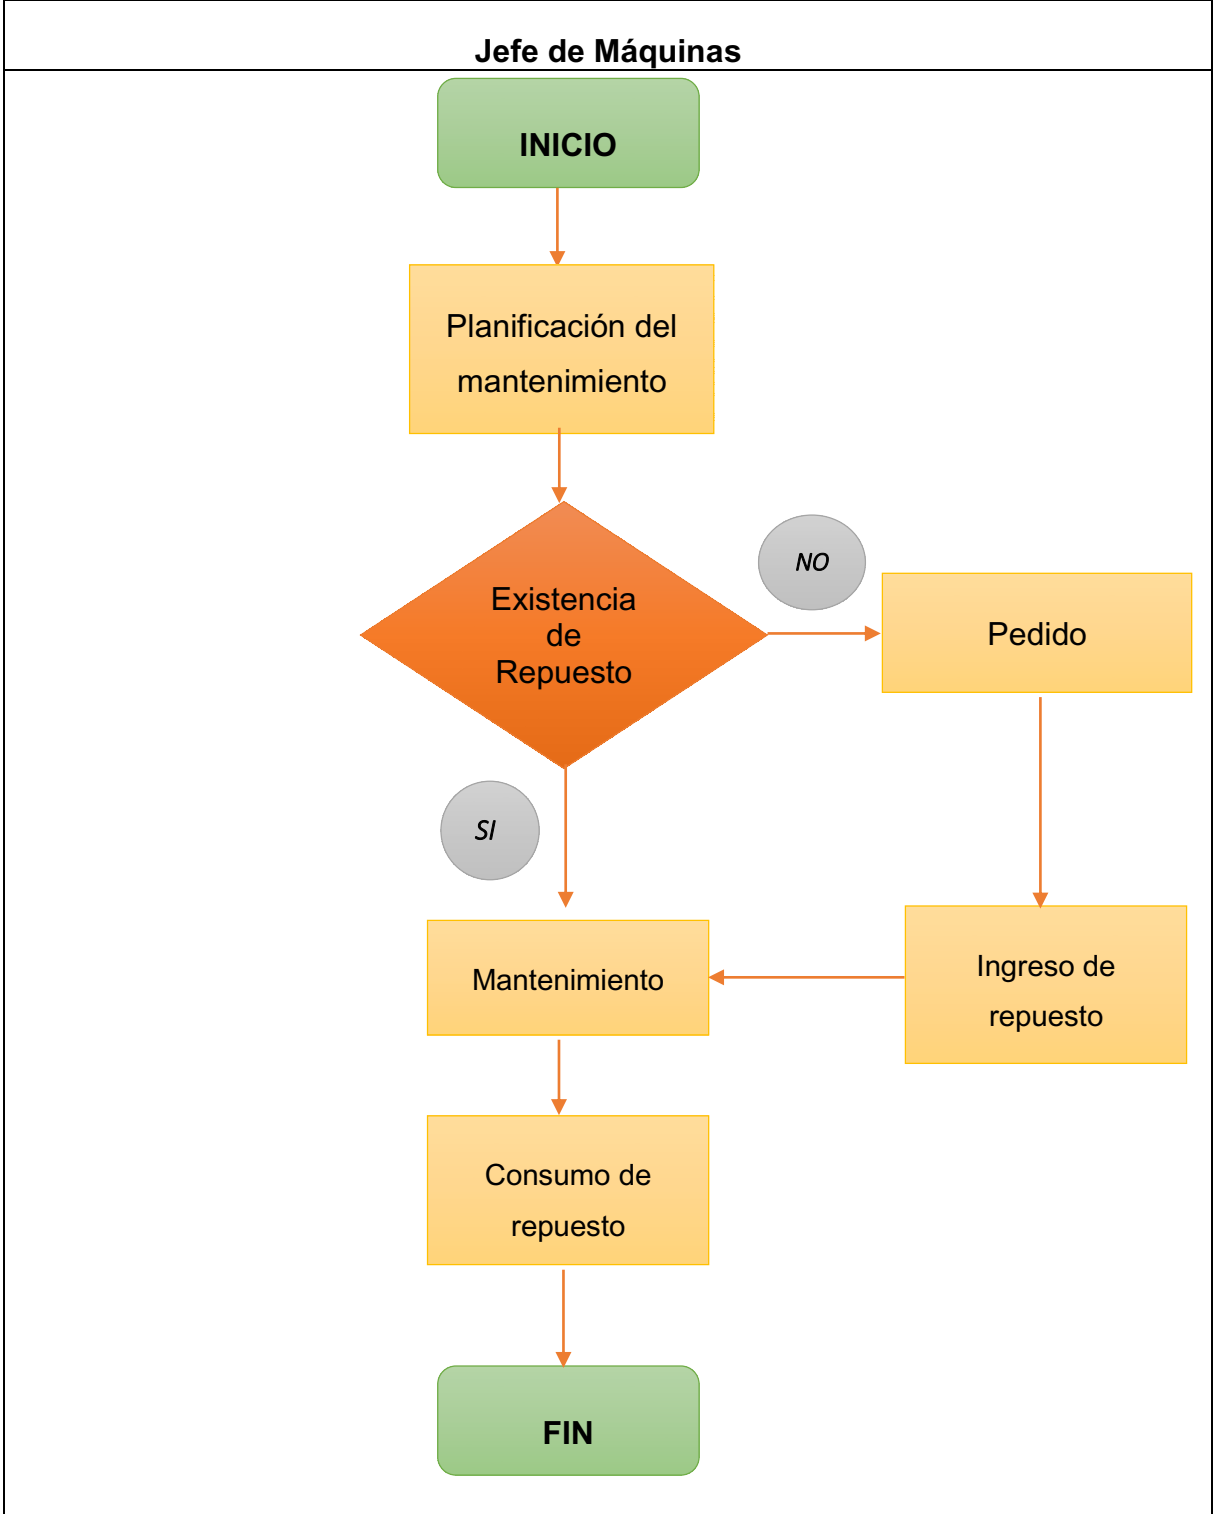 Jefe de Máquinas
INICIO
Planificación del
mantenimiento
Existencia
de
Repuesto
NO
Pedido
SI
Mantenimiento
Ingreso de
repuesto
Consumo de
repuesto
FIN